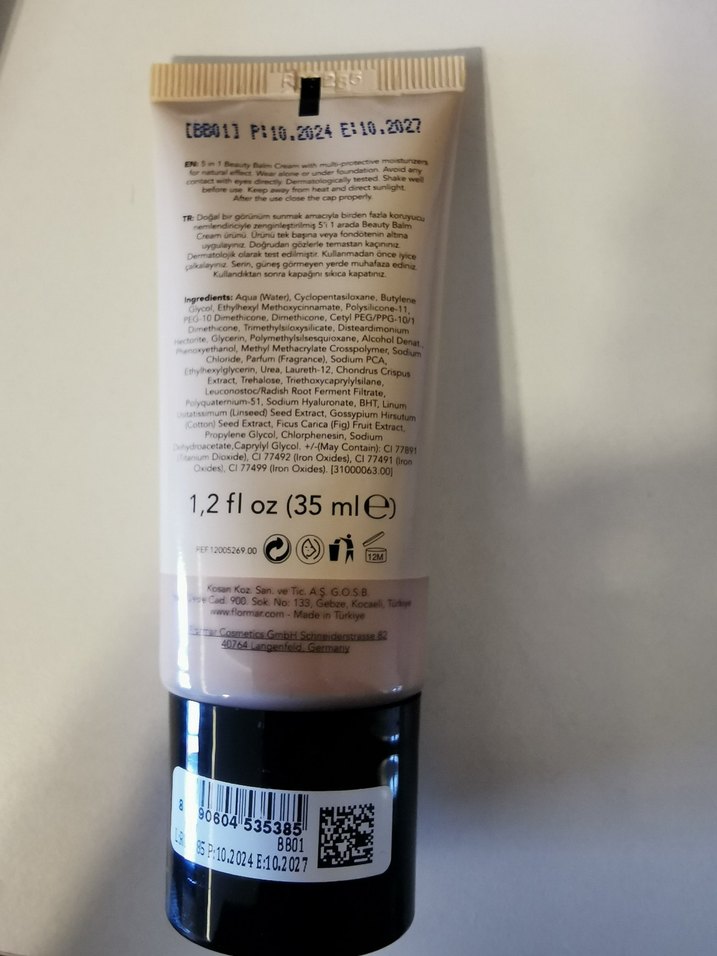 [BB01] P:10.2024 E:10.2027
EN: 5 in 1 Beauty Balm Cream with multi-protective moisturizers
for natural effect. Wear alone or under foundation. Avoid any
contact with eyes directly. Dermatologically tested. Shake well
before use. Keep away from heat and direct sunlight.
After the use close the cap properly.
TR: Doğal bir görünüm sunmak amacıyla birden fazla koruyucu
nemlendiriciyle zenginleştirilmiş 5'i 1 arada Beauty Balm
Cream ürünü. Ürünü tek başına veya fondötenin altına
uygulayınız. Doğrudan gözlerle temastan kaçınınız.
Dermatolojik olarak test edilmiştir. Kullanmadan önce iyice
çalkalayınız. Serin, güneş görmeyen yerde muhafaza ediniz.
Kullandıktan sonra kapağını sıkıca kapatınız.
Ingredients: Aqua (Water), Cyclopentasiloxane, Butylene
Glycol, Ethylhexyl Methoxycinnamate, Polysilicone-11,
PEG-10 Dimethicone, Dimethicone, Cetyl PEG/PPG-10/1
Dimethicone, Trimethylsiloxysilicate, Disteardimonium
Hectorite, Glycerin, Polymethylsilsesquioxane, Alcohol Denat.,
Phenoxyethanol, Methyl Methacrylate Crosspolymer, Sodium
Chloride, Parfum (Fragrance), Sodium PCA,
Ethylhexylglycerin, Urea, Laureth-12, Chondrus Crispus
Extract, Trehalose, Triethoxycaprylylsilane,
Leuconostoc/Radish Root Ferment Filtrate,
Polyquaternium-51, Sodium Hyaluronate, BHT, Linum
Usitatissimum (Linseed) Seed Extract, Gossypium Hirsutum
(Cotton) Seed Extract, Ficus Carica (Fig) Fruit Extract,
Propylene Glycol, Chlorphenesin, Sodium
Dehydroacetate,Caprylyl Glycol. +/-(May Contain): CI 77891
(Titanium Dioxide), CI 77492 (Iron Oxides), CI 77491 (Iron
Oxides), CI 77499 (Iron Oxides). [31000063.00]
1,2 fl oz (35 ml℮)
REF 12005269.00
12M
Kosan Koz. San. ve Tic. A.Ş. G.O.S.B.
Cad. 900. Sok. No: 133, Gebze, Kocaeli, Türkiye
www.flormar.com - Made in Türkiye
Flormar Cosmetics GmbH Schneiderstrasse 82
40764 Langenfeld, Germany
8 90604 535385
BB01
85 P:10.2024 E:10.2027